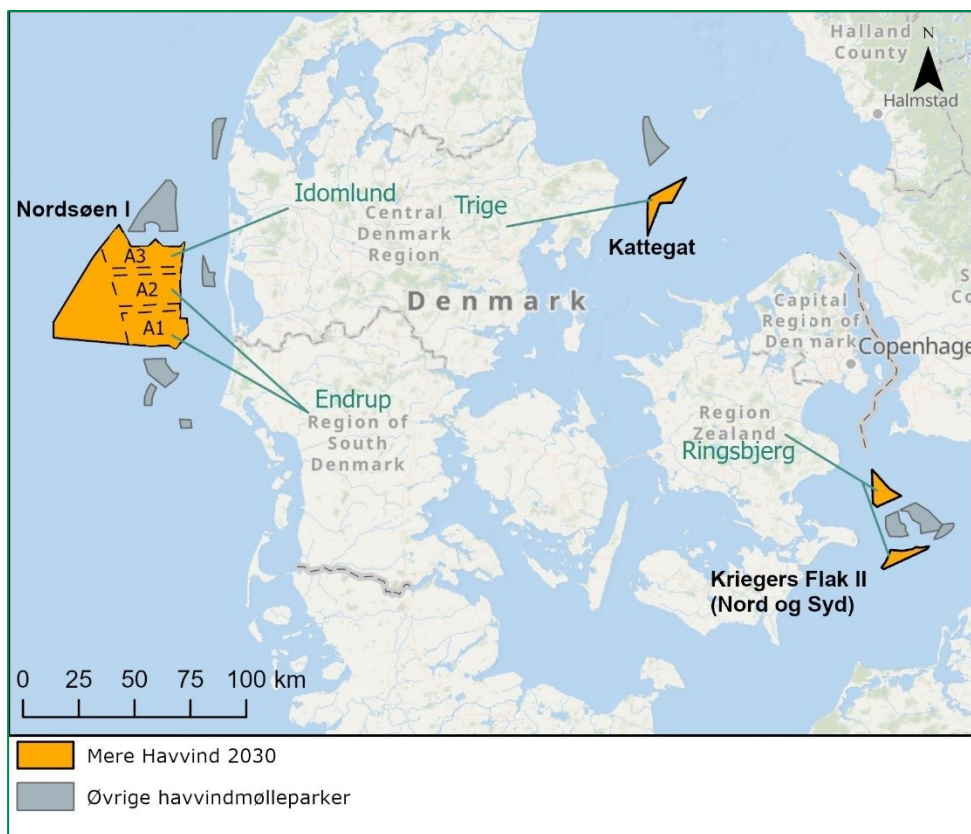 Halland
County
N
Halmstad
Nordsøen I
Idomlund
Trige
Central
Denmark
Region
Kattegat
A3
A2
A1
Denmark
Capital
Region of
Den mark
Copenhage
Endrup
Region of
South
Denmark
Region
Zealand
Ringsbjerg
Kriegers Flak II
(Nord og Syd)
0 25 50 75 100 km
Mere Havvind 2030
Øvrige havvindmølleparker